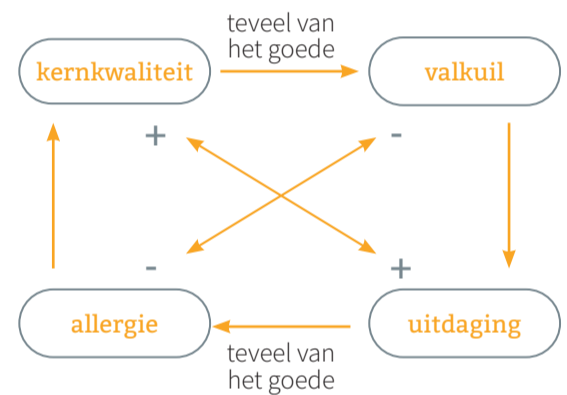 teveel van
het goede
kernkwaliteit
valkuil
+
-
-
+
allergie
uitdaging
teveel van
het goede